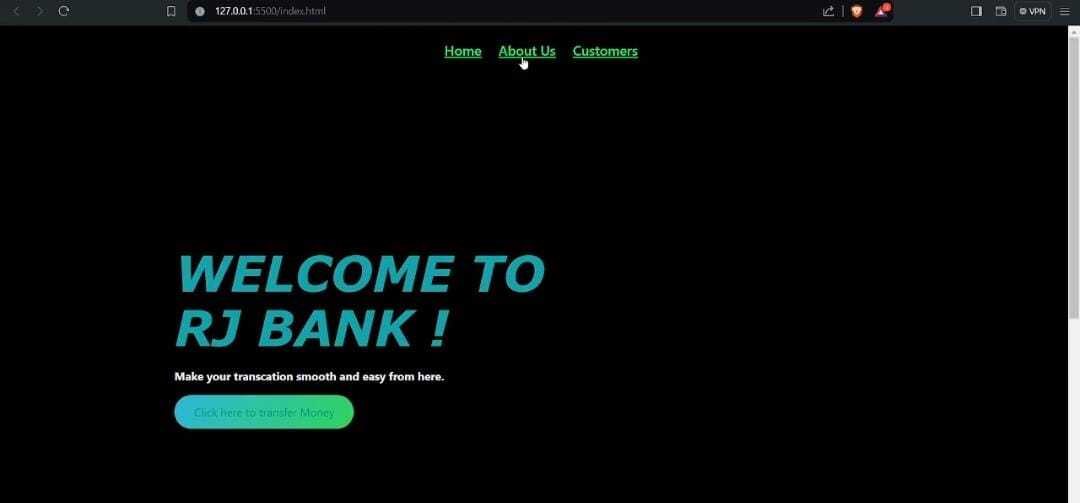 127.0.0.1:5500/index.html
VPN
Home About Us Customers
WELCOME TO
RJ BANK !
Make your transcation smooth and easy from here.
Click here to transfer Money